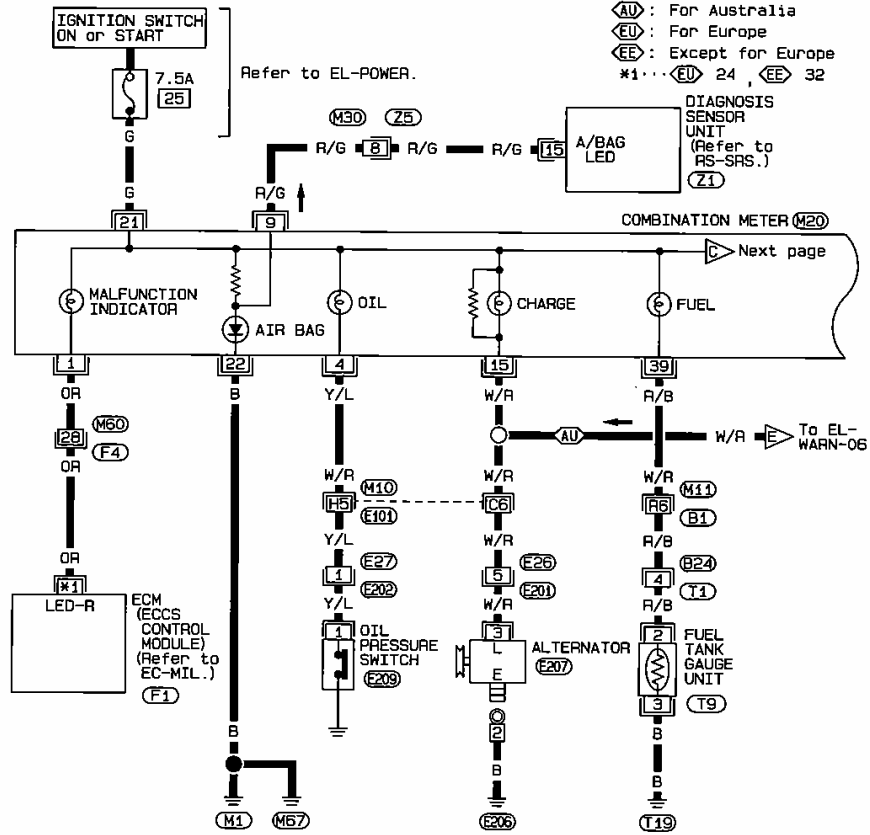 IGNITION SWITCH
ON or START
7.5A
25
Refer to EL-POWER.
AU : For Australia
EU : For Europe
EE : Except for Europe
*1···EU 24 , EE 32
G
G
M30 Z5
R/G 8 R/G R/G 15
R/G
A/BAG
LED
DIAGNOSIS
SENSOR
UNIT
(Refer to
RS-SRS.)
Z1
21
9
COMBINATION METER M20
C Next page
MALFUNCTION
INDICATOR
AIR BAG
OIL
CHARGE
FUEL
1
22
4
15
39
OR
B
Y/L
W/R
R/B
AU
W/R E To EL-
WARN-06
28
M60
F4
OR
OR
W/R
W/R
W/R
H5
M10
E101
C6
R6
M11
B1
Y/L
W/R
R/B
1
E27
E202
5
E26
E201
4
B24
T1
Y/L
W/R
R/B
*1
LED-R
ECM
(ECCS
CONTROL
MODULE)
(Refer to
EC-MIL.)
F1
1
OIL
PRESSURE
SWITCH
E209
3
L
E
ALTERNATOR
E207
2
FUEL
TANK
GAUGE
UNIT
3
T9
2
B
B
B
M1
M67
E206
T19